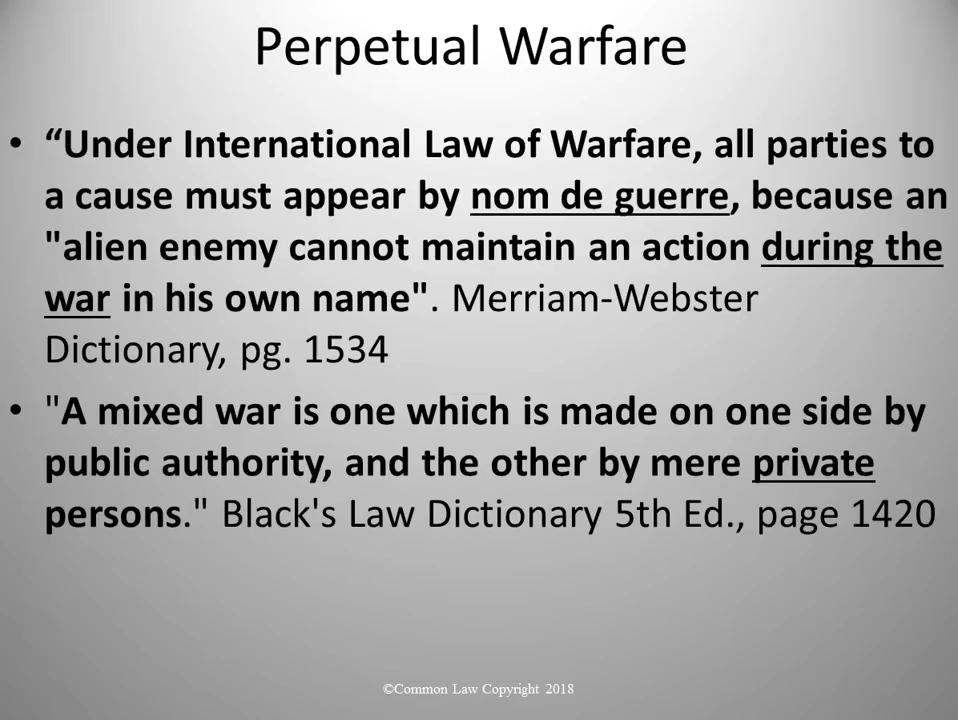 Perpetual Warfare
• “Under International Law of Warfare, all parties to
a cause must appear by nom de guerre, because an
"alien enemy cannot maintain an action during the
war in his own name". Merriam-Webster
Dictionary, pg. 1534
• "A mixed war is one which is made on one side by
public authority, and the other by mere private
persons." Black's Law Dictionary 5th Ed., page 1420
©Common Law Copyright 2018